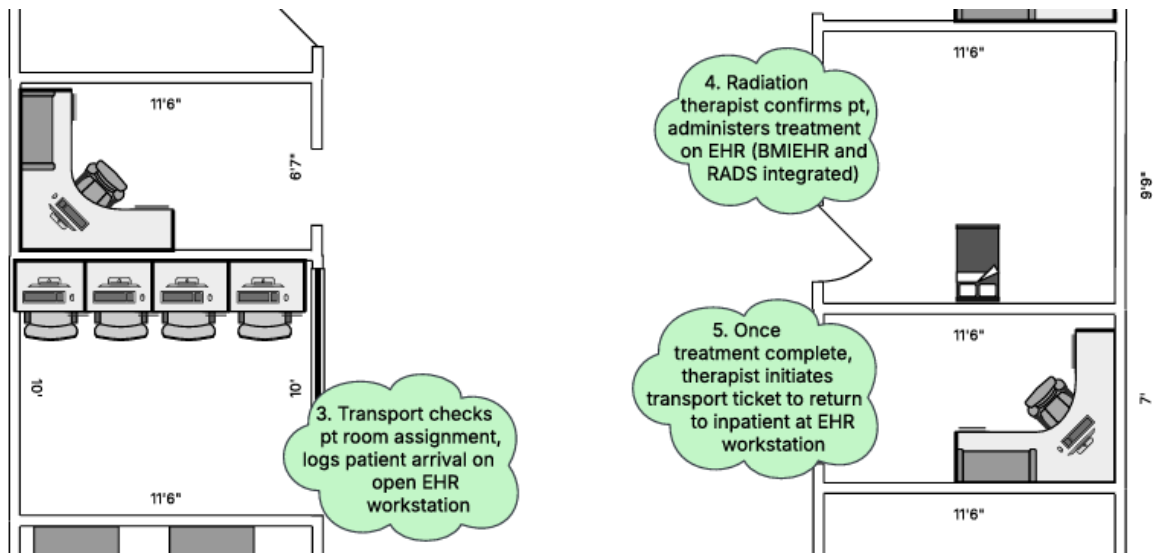 11'6"
6'7"
10'
10'
3. Transport checks
pt room assignment,
logs patient arrival on
open EHR
workstation
11'6"
11'6"
4. Radiation
therapist confirms pt,
administers treatment
on EHR (BMIEHR and
RADS integrated)
9'9"
5. Once
treatment complete,
therapist initiates
transport ticket to return
to inpatient at EHR
workstation
11'6"
7'
11'6"